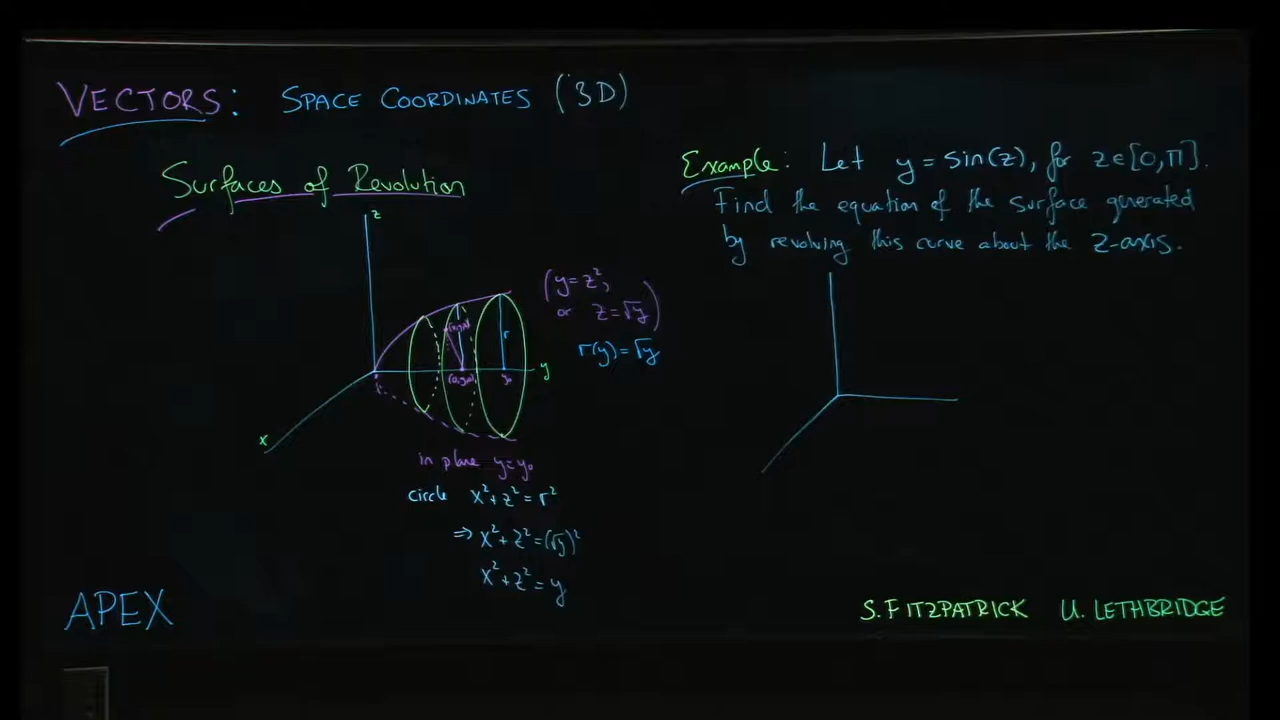 VECTORS: SPACE COORDINATES (3D)
Surfaces of Revolution
z
(y=z²,
or z=√y)
r(y)=√y
r
y
y₀
x
in plane y=y₀
circle x²+z²=r²
⇒ x²+z²=(√y)²
x²+z²=y
Example: Let y=sin(z), for z∈[0,π].
Find the equation of the surface generated
by revolving this curve about the z-axis.
APEX
S.FITZPATRICK U. LETHBRIDGE